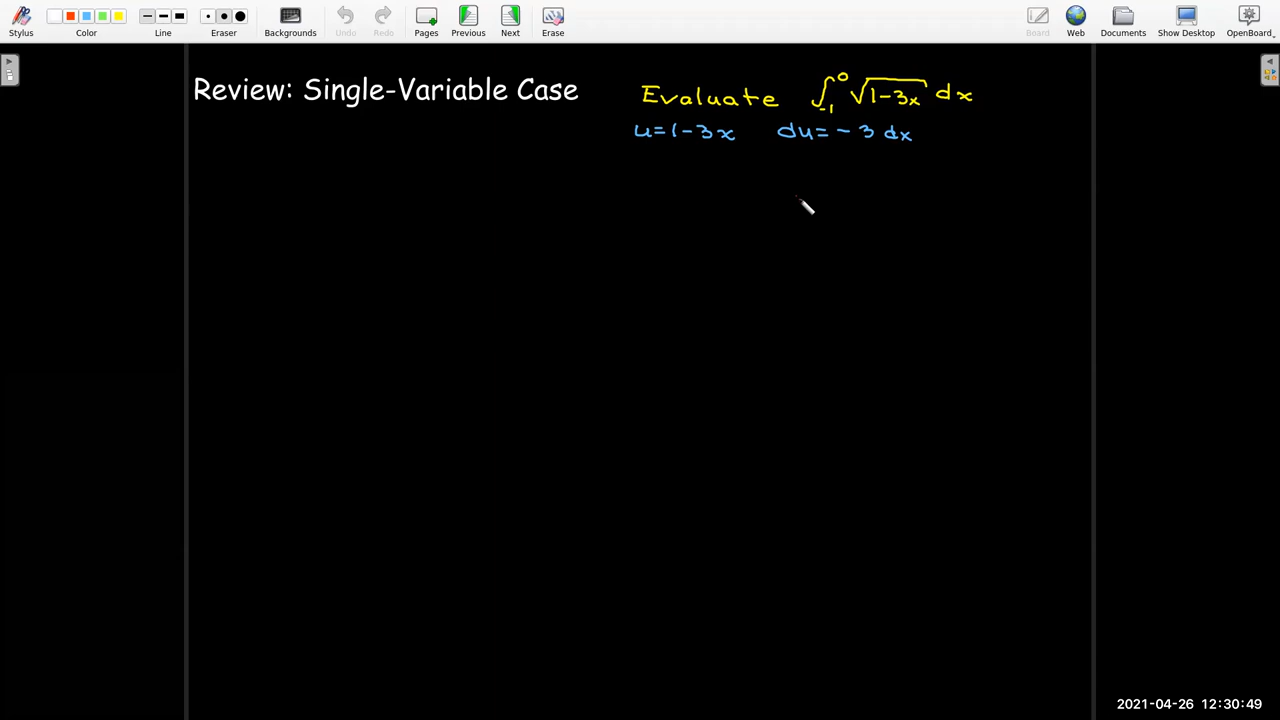 Stylus Color Line Eraser Backgrounds Undo Redo Pages Previous Next Erase Board Web Documents Show Desktop OpenBoard
Review: Single-Variable Case Evaluate ∫₋₁⁰ √(1-3x) dx
u=1-3x du=-3 dx
2021-04-26 12:30:49